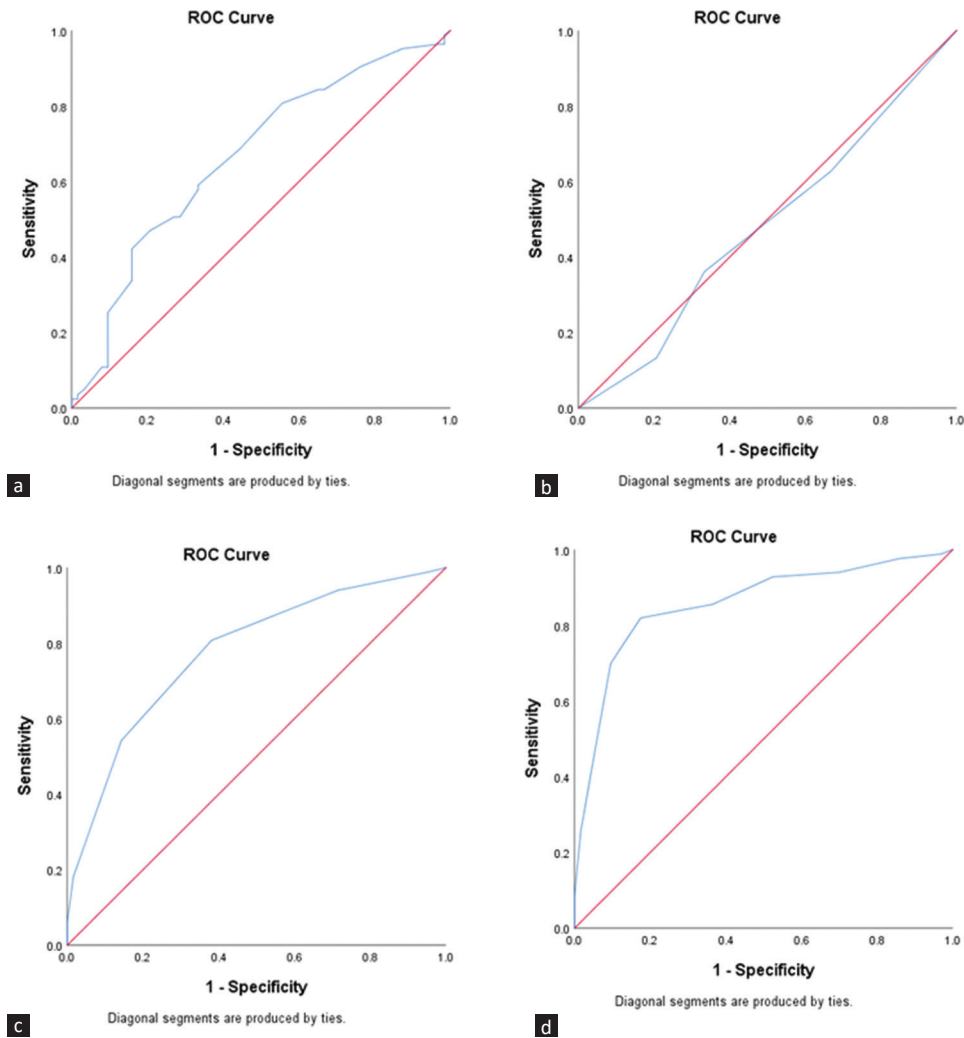 ROC Curve
1.0
0.8
0.6
0.4
0.2
0.0
Sensitivity
0.0 0.2 0.4 0.6 0.8 1.0
1 - Specificity
Diagonal segments are produced by ties.
a
ROC Curve
1.0
0.8
0.6
0.4
0.2
0.0
Sensitivity
0.0 0.2 0.4 0.6 0.8 1.0
1 - Specificity
Diagonal segments are produced by ties.
b
ROC Curve
1.0
0.8
0.6
0.4
0.2
0.0
Sensitivity
0.0 0.2 0.4 0.6 0.8 1.0
1 - Specificity
Diagonal segments are produced by ties.
c
ROC Curve
1.0
0.8
0.6
0.4
0.2
0.0
Sensitivity
0.0 0.2 0.4 0.6 0.8 1.0
1 - Specificity
Diagonal segments are produced by ties.
d